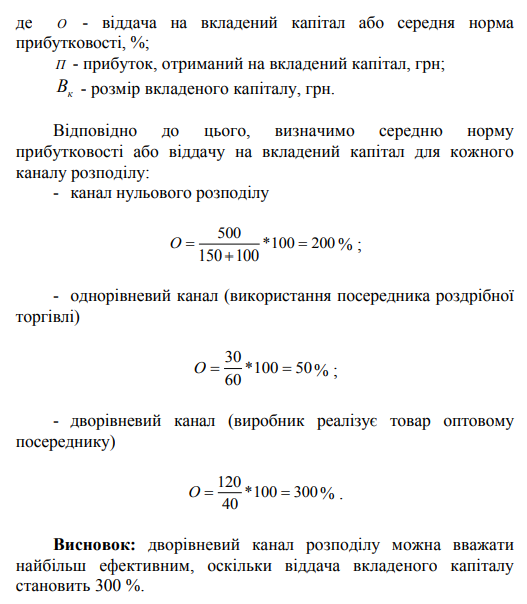 де О - віддача на вкладений капітал або середня норма
прибутковості, %;
П - прибуток, отриманий на вкладений капітал, грн;
Вк - розмір вкладеного капіталу, грн.
Відповідно до цього, визначимо середню норму
прибутковості або віддачу на вкладений капітал для кожного
каналу розподілу:
- канал нульового розподілу
О = 500 / (150 + 100) * 100 = 200 % ;
- однорівневий канал (використання посередника роздрібної
торгівлі)
О = 30 / 60 * 100 = 50 % ;
- дворівневий канал (виробник реалізує товар оптовому
посереднику)
О = 120 / 40 * 100 = 300 % .
Висновок: дворівневий канал розподілу можна вважати
найбільш ефективним, оскільки віддача вкладеного капіталу
становить 300 %.